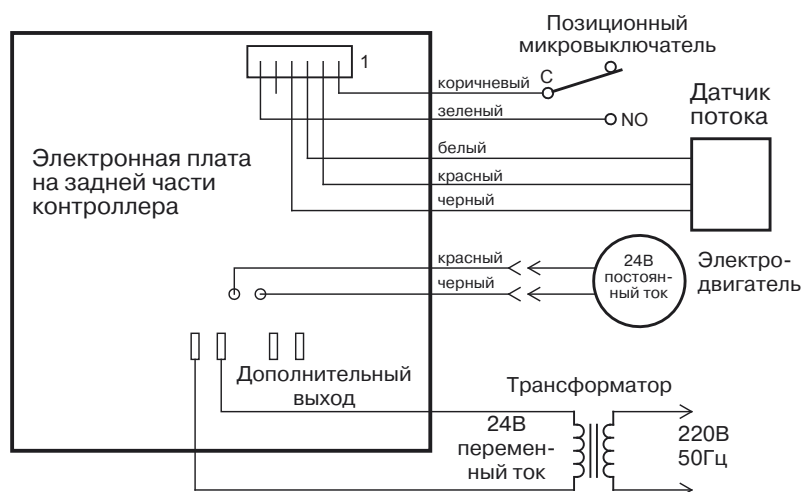 Позиционный
микровыключатель
1
коричневый
C
зеленый
NO
Датчик
потока
белый
красный
черный
Электронная плата
на задней части
контроллера
красный
черный
24В
постоян-
ный ток
Электро-
двигатель
Дополнительный
выход
Трансформатор
24В
перемен-
ный ток
220В
50Гц